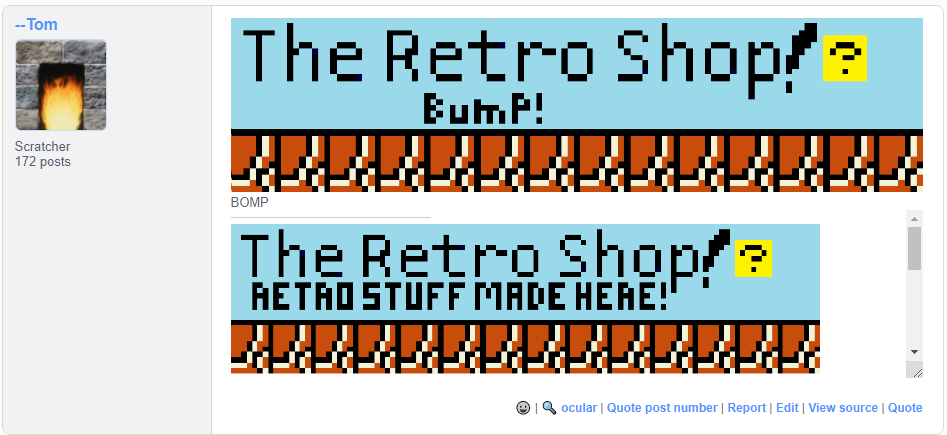 --Tom
Scratcher
172 posts
The Retro Shop! ?
BumP!
BOMP
The Retro Shop! ?
RETRO STUFF MADE HERE!
| ocular | Quote post number | Report | Edit | View source | Quote